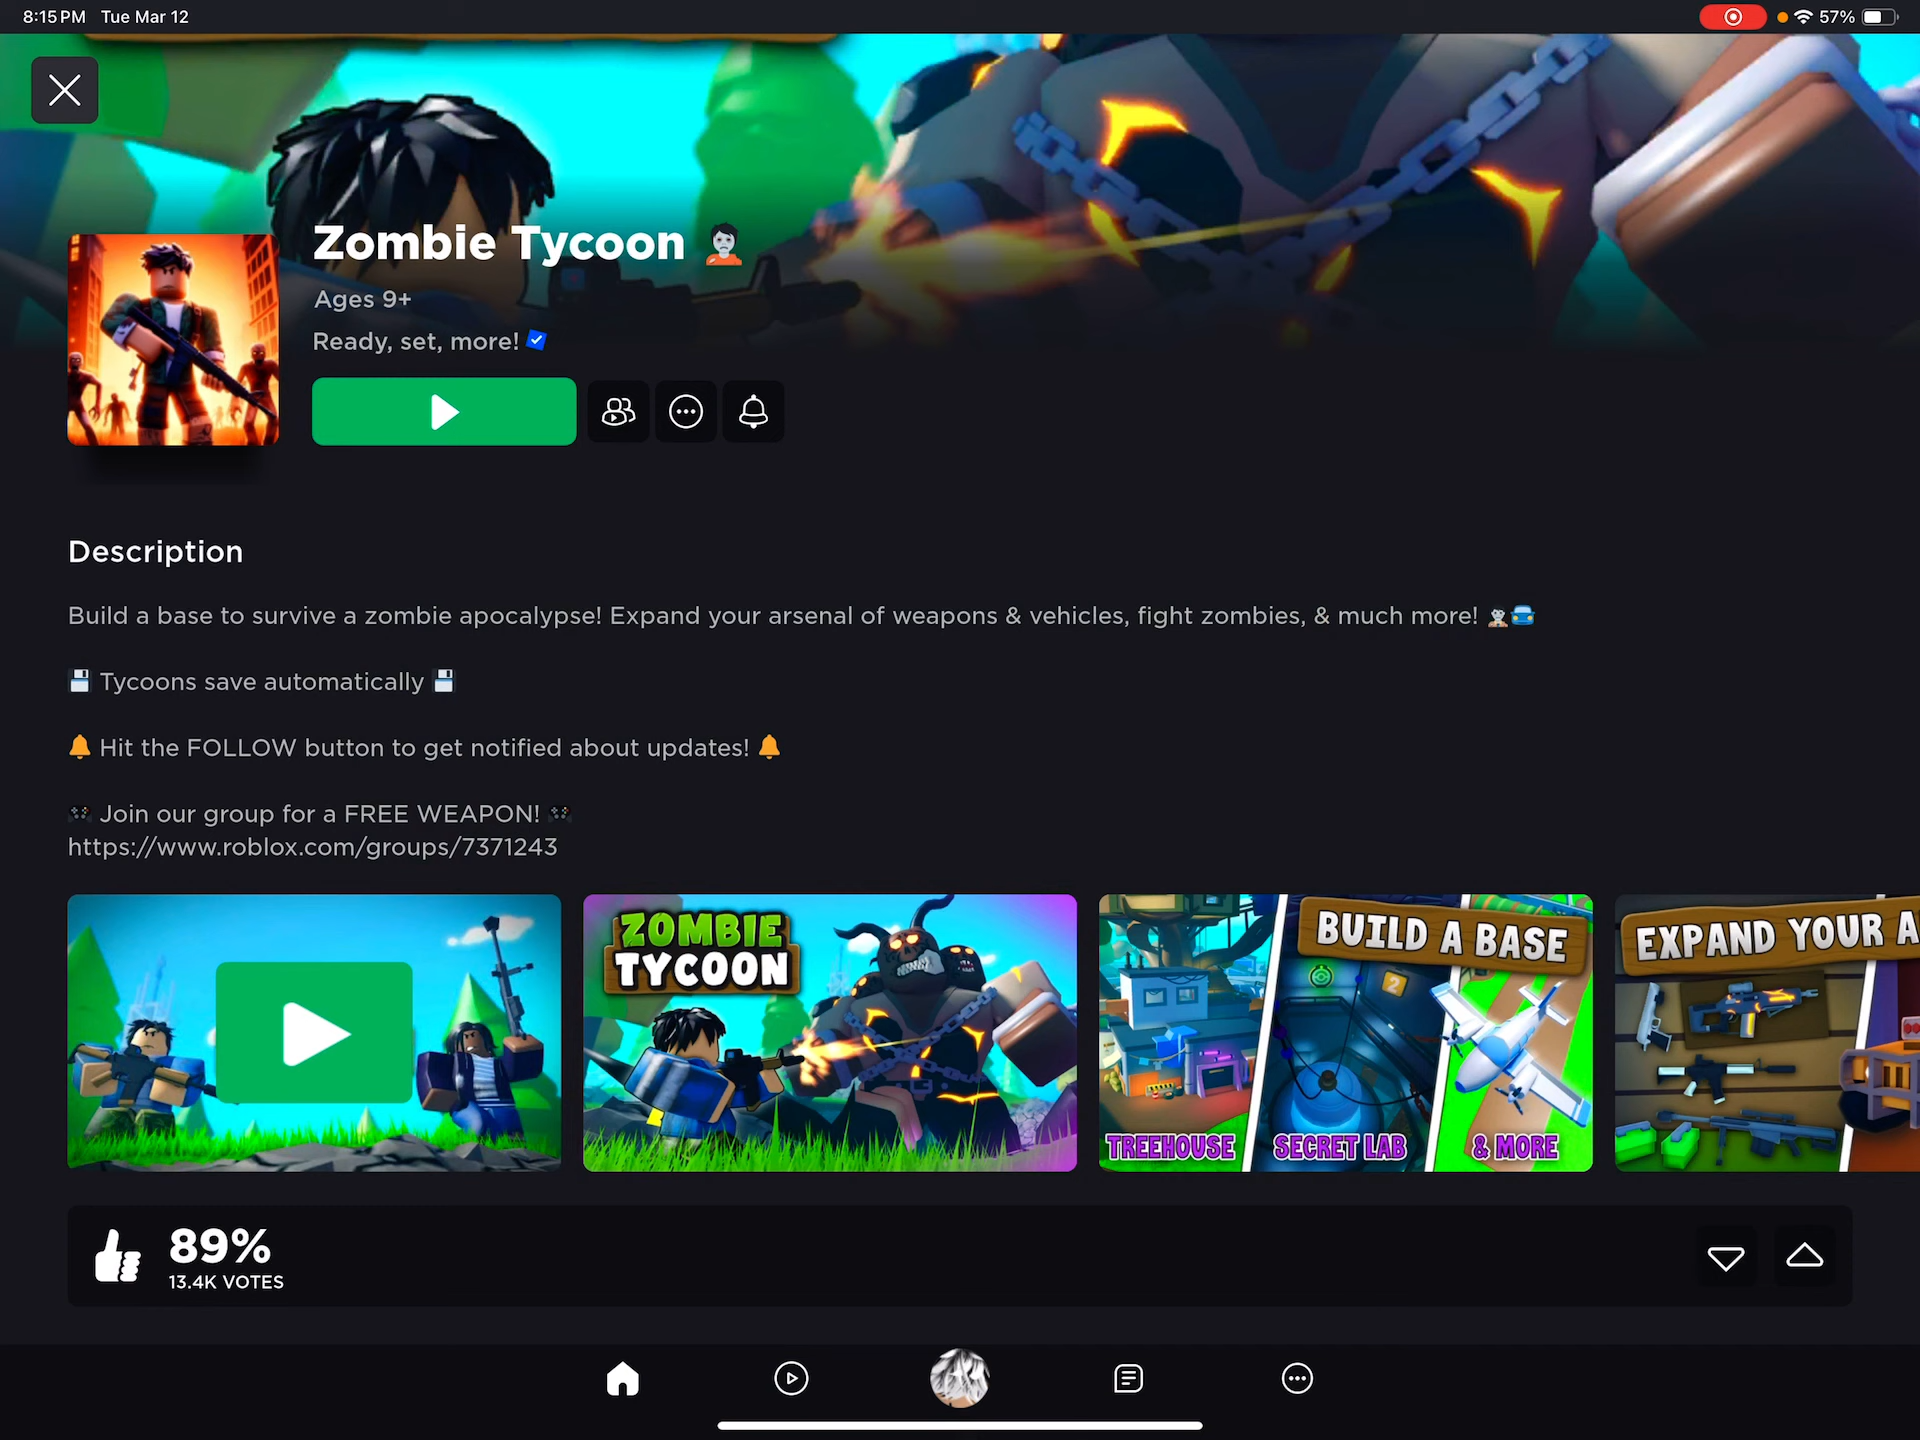 8:15 PM Tue Mar 12
57%
Zombie Tycoon
Ages 9+
Ready, set, more!
Description
Build a base to survive a zombie apocalypse! Expand your arsenal of weapons & vehicles, fight zombies, & much more!
Tycoons save automatically
Hit the FOLLOW button to get notified about updates!
Join our group for a FREE WEAPON!
https://www.roblox.com/groups/7371243
ZOMBIE
TYCOON
BUILD A BASE
2
TREEHOUSE
SECRET LAB
& MORE
EXPAND YOUR A
89%
13.4K VOTES